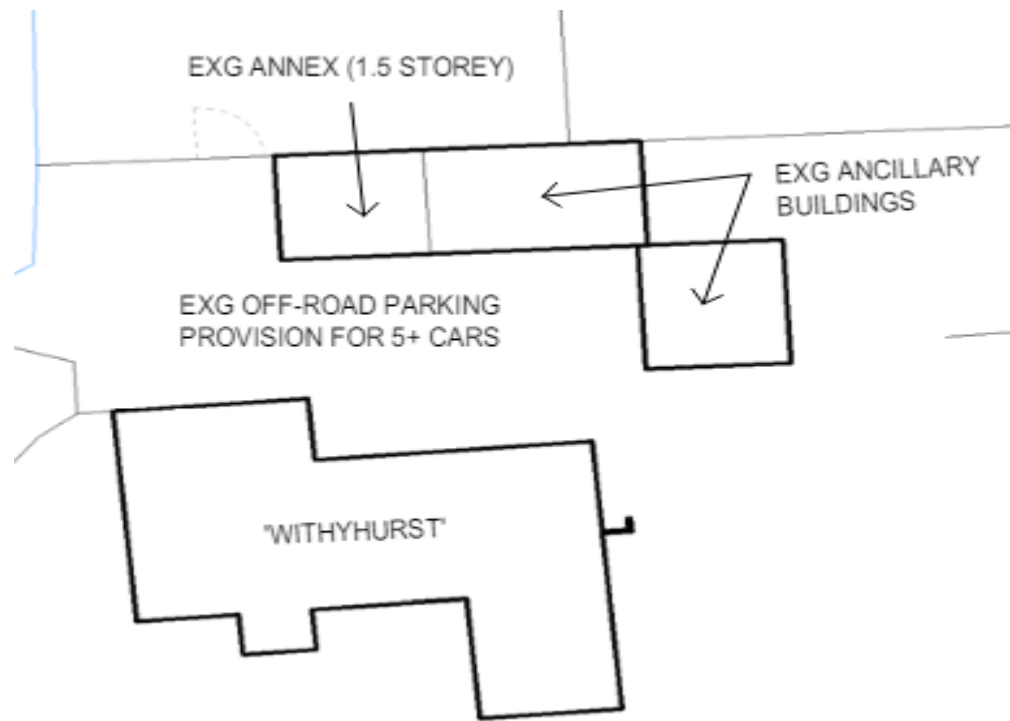 EXG ANNEX (1.5 STOREY)
EXG ANCILLARY
BUILDINGS
EXG OFF-ROAD PARKING
PROVISION FOR 5+ CARS
"WITHYHURST"